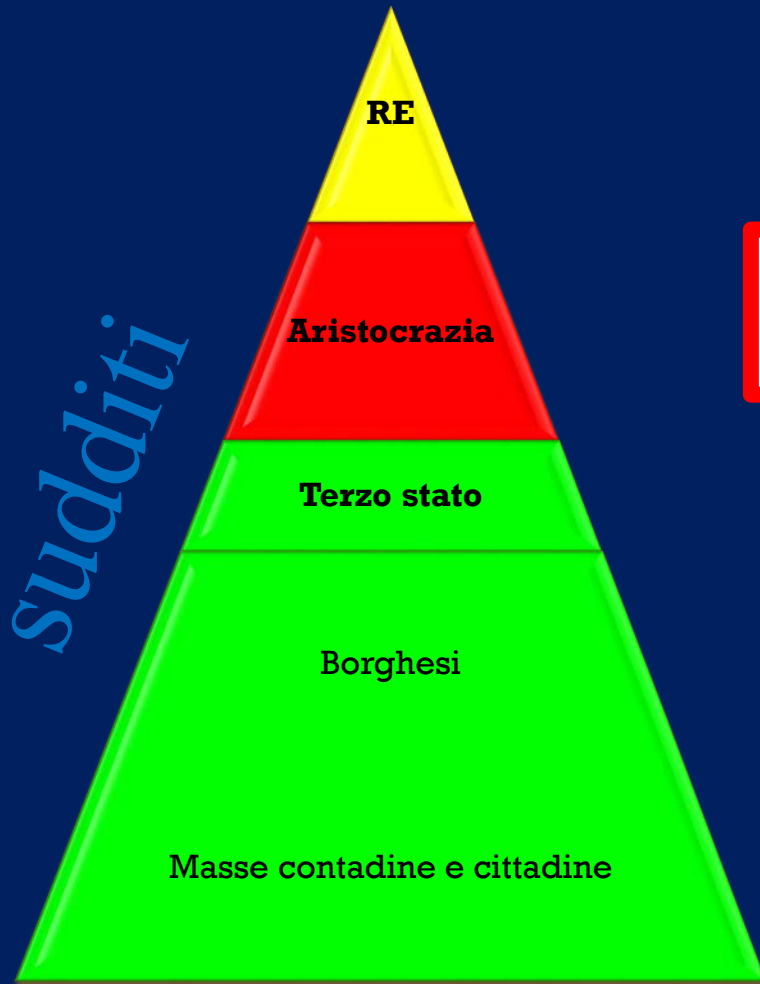 RE
Aristocrazia
sudditi
Terzo stato
Borghesi
Masse contadine e cittadine